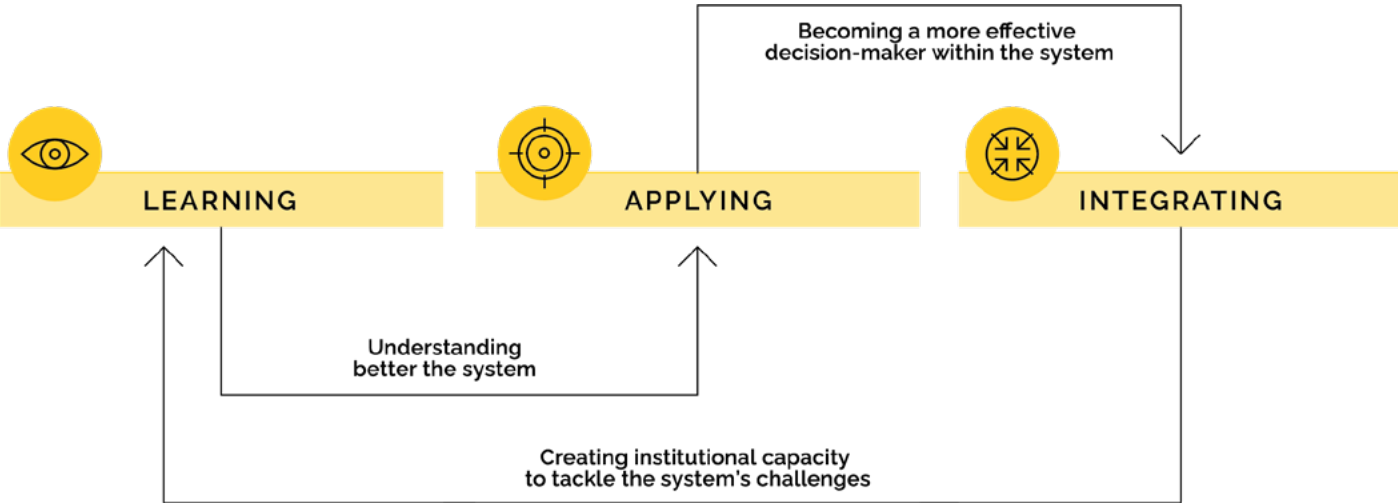 Becoming a more effective
decision-maker within the system
LEARNING
APPLYING
INTEGRATING
Understanding
better the system
Creating institutional capacity
to tackle the system's challenges